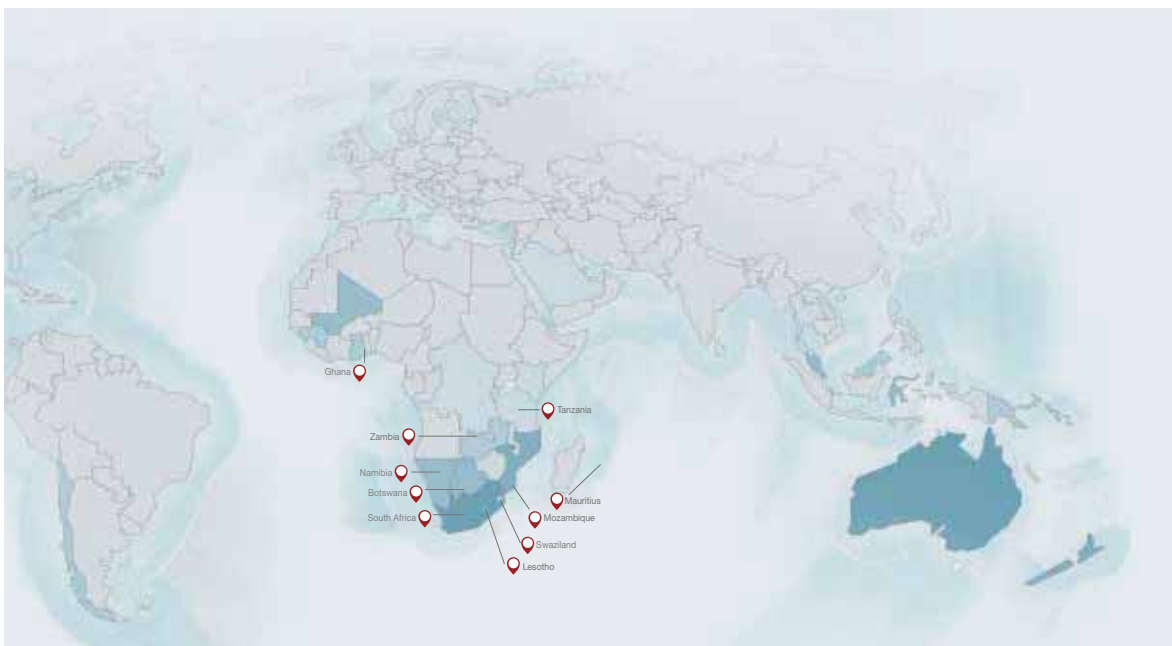 Ghana
Tanzania
Zambia
Namibia
Botswana
Mauritius
South Africa
Mozambique
Swaziland
Lesotho